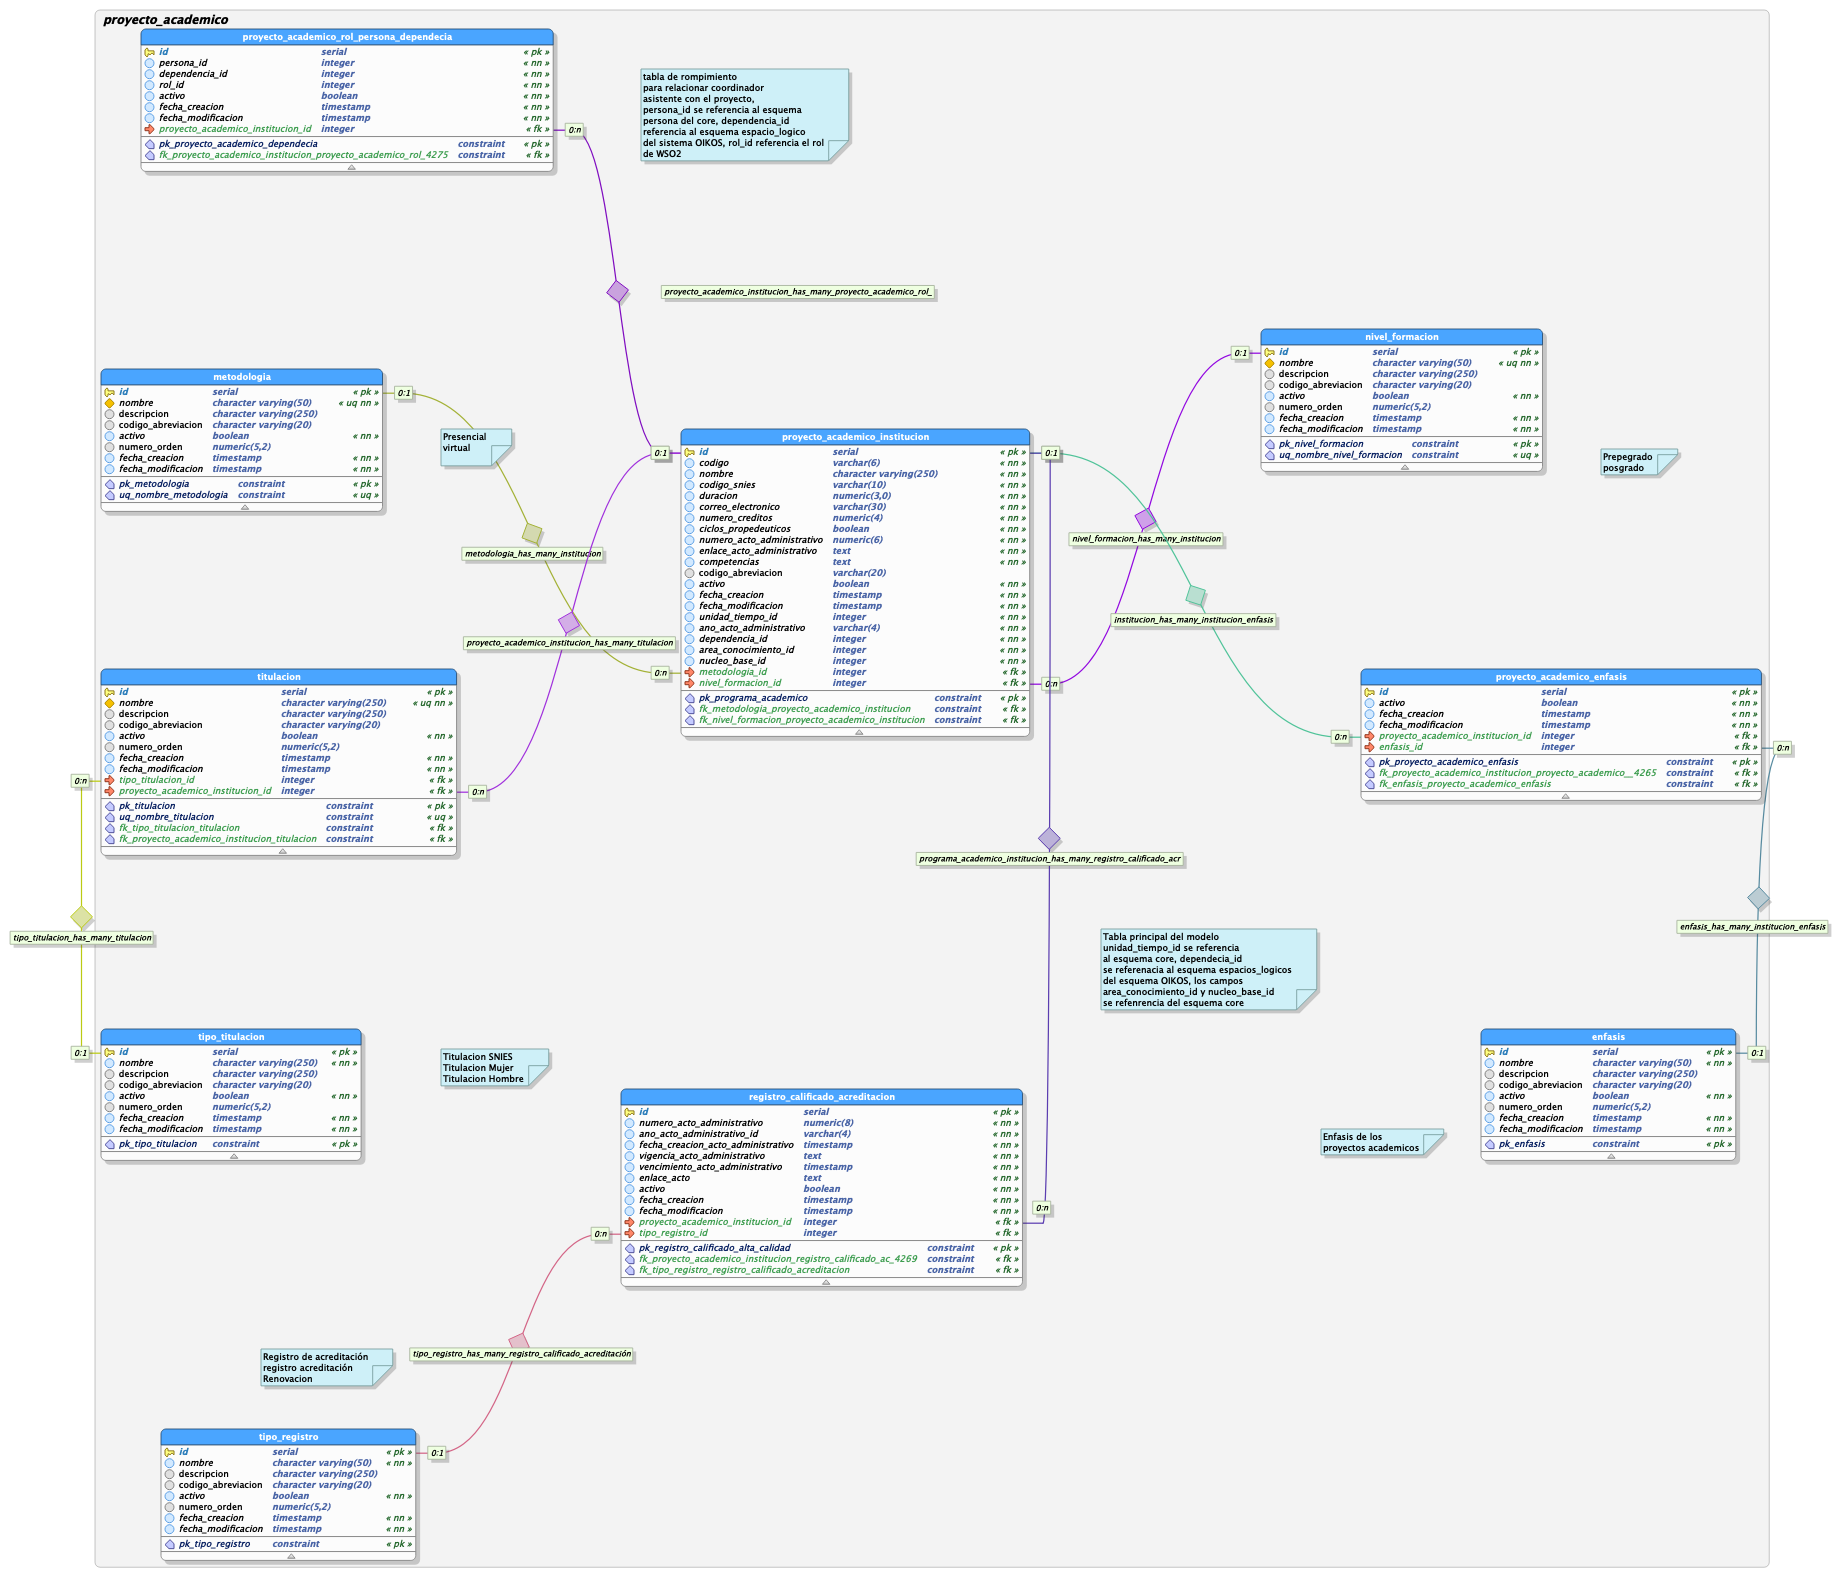 proyecto_academico
proyecto_academico_rol_persona_dependecia
id serial « pk »
persona_id integer « nn »
dependencia_id integer « nn »
rol_id integer « nn »
activo boolean « nn »
fecha_creacion timestamp « nn »
fecha_modificacion timestamp « nn »
proyecto_academico_institucion_id integer « fk »
pk_proyecto_academico_dependecia constraint « pk »
fk_proyecto_academico_institucion_proyecto_academico_rol_4275 constraint « fk »
0:n
tabla de rompimiento
para relacionar coordinador
asistente con el proyecto,
persona_id se referencia al esquema
persona del core, dependencia_id
referencia al esquema espacio_logico
del sistema OIKOS, rol_id referencia el rol
de WSO2
proyecto_academico_institucion_has_many_proyecto_academico_rol_
nivel_formacion
id serial « pk »
nombre character varying(50) « uq nn »
descripcion character varying(250)
codigo_abreviacion character varying(20)
activo boolean « nn »
numero_orden numeric(5,2)
fecha_creacion timestamp « nn »
fecha_modificacion timestamp « nn »
pk_nivel_formacion constraint « pk »
uq_nombre_nivel_formacion constraint « uq »
0:1
Prepegrado
posgrado
metodologia
id serial « pk »
nombre character varying(50) « uq nn »
descripcion character varying(250)
codigo_abreviacion character varying(20)
activo boolean « nn »
numero_orden numeric(5,2)
fecha_creacion timestamp « nn »
fecha_modificacion timestamp « nn »
pk_metodologia constraint « pk »
uq_nombre_metodologia constraint « uq »
0:1
Presencial
virtual
metodologia_has_many_institucion
0:1
proyecto_academico_institucion
id serial « pk »
codigo varchar(6) « nn »
nombre character varying(250) « nn »
codigo_snies varchar(10) « nn »
duracion numeric(3,0) « nn »
correo_electronico varchar(30) « nn »
numero_creditos numeric(4) « nn »
ciclos_propedeuticos boolean « nn »
numero_acto_administrativo numeric(6) « nn »
enlace_acto_administrativo text « nn »
competencias text « nn »
codigo_abreviacion varchar(20)
activo boolean « nn »
fecha_creacion timestamp « nn »
fecha_modificacion timestamp « nn »
unidad_tiempo_id integer « nn »
ano_acto_administrativo varchar(4) « nn »
dependencia_id integer « nn »
area_conocimiento_id integer « nn »
nucleo_base_id integer « nn »
metodologia_id integer « fk »
nivel_formacion_id integer « fk »
pk_programa_academico constraint « pk »
fk_metodologia_proyecto_academico_institucion constraint « fk »
fk_nivel_formacion_proyecto_academico_institucion constraint « fk »
0:1
0:n
0:n
nivel_formacion_has_many_institucion
institucion_has_many_institucion_enfasis
proyecto_academico_institucion_has_many_titulacion
titulacion
id serial « pk »
nombre character varying(250) « uq nn »
descripcion character varying(250)
codigo_abreviacion character varying(20)
activo boolean « nn »
numero_orden numeric(5,2)
fecha_creacion timestamp « nn »
fecha_modificacion timestamp « nn »
tipo_titulacion_id integer « fk »
proyecto_academico_institucion_id integer « fk »
pk_titulacion constraint « pk »
uq_nombre_titulacion constraint « uq »
fk_tipo_titulacion_titulacion constraint « fk »
fk_proyecto_academico_institucion_titulacion constraint « fk »
0:n
0:n
proyecto_academico_enfasis
id serial « pk »
activo boolean « nn »
fecha_creacion timestamp « nn »
fecha_modificacion timestamp « nn »
proyecto_academico_institucion_id integer « fk »
enfasis_id integer « fk »
pk_proyecto_academico_enfasis constraint « pk »
fk_proyecto_academico_institucion_proyecto_academico__4265 constraint « fk »
fk_enfasis_proyecto_academico_enfasis constraint « fk »
0:n
0:n
programa_academico_institucion_has_many_registro_calificado_acr
tipo_titulacion_has_many_titulacion
enfasis_has_many_institucion_enfasis
Tabla principal del modelo
unidad_tiempo_id se referencia
al esquema core, dependecia_id
se referenacia al esquema espacios_logicos
del esquema OIKOS, los campos
area_conocimiento_id y nucleo_base_id
se refenrencia del esquema core
0:1
tipo_titulacion
id serial « pk »
nombre character varying(250) « nn »
descripcion character varying(250)
codigo_abreviacion character varying(20)
activo boolean « nn »
numero_orden numeric(5,2)
fecha_creacion timestamp « nn »
fecha_modificacion timestamp « nn »
pk_tipo_titulacion constraint « pk »
Titulacion SNIES
Titulacion Mujer
Titulacion Hombre
enfasis
id serial « pk »
nombre character varying(50) « nn »
descripcion character varying(250)
codigo_abreviacion character varying(20)
activo boolean « nn »
numero_orden numeric(5,2)
fecha_creacion timestamp « nn »
fecha_modificacion timestamp « nn »
pk_enfasis constraint « pk »
0:1
Enfasis de los
proyectos academicos
registro_calificado_acreditacion
id serial « pk »
numero_acto_administrativo numeric(8) « nn »
ano_acto_administrativo_id varchar(4) « nn »
fecha_creacion_acto_administrativo timestamp « nn »
vigencia_acto_administrativo text « nn »
vencimiento_acto_administrativo timestamp « nn »
enlace_acto text « nn »
activo boolean « nn »
fecha_creacion timestamp « nn »
fecha_modificacion timestamp « nn »
proyecto_academico_institucion_id integer « fk »
tipo_registro_id integer « fk »
pk_registro_calificado_alta_calidad constraint « pk »
fk_proyecto_academico_institucion_registro_calificado_ac_4269 constraint « fk »
fk_tipo_registro_registro_calificado_acreditacion constraint « fk »
0:n
0:n
Registro de acreditación
registro acreditación
Renovacion
tipo_registro_has_many_registro_calificado_acreditación
tipo_registro
id serial « pk »
nombre character varying(50) « nn »
descripcion character varying(250)
codigo_abreviacion character varying(20)
activo boolean « nn »
numero_orden numeric(5,2)
fecha_creacion timestamp « nn »
fecha_modificacion timestamp « nn »
pk_tipo_registro constraint « pk »
0:1